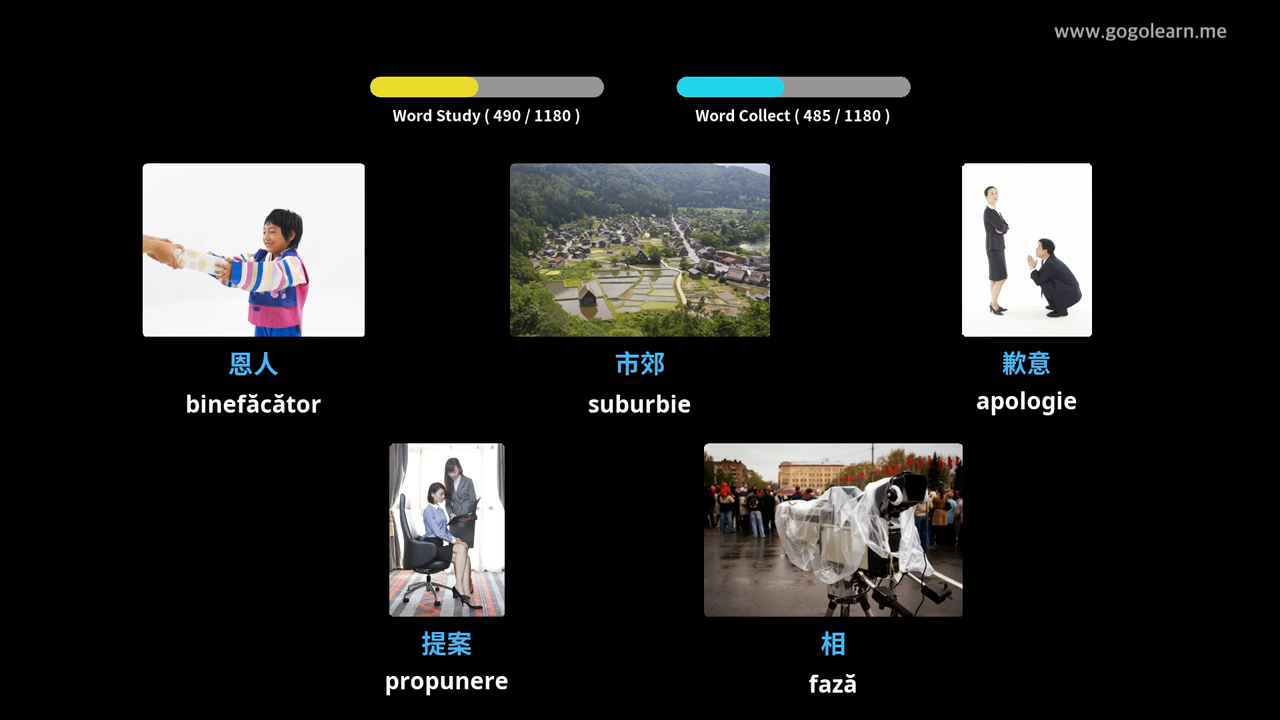 www.gogolearn.me
Word Study ( 490 / 1180 )
Word Collect ( 485 / 1180 )
恩人
binefăcător
市郊
suburbie
歉意
apologie
提案
propunere
相
fază